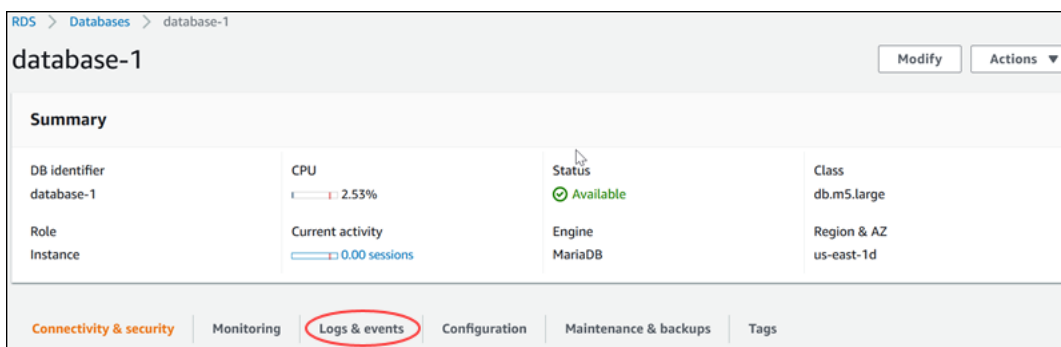 RDS > Databases > database-1
database-1
Modify
Actions ▼
Summary
DB identifier
CPU
Status
Class
database-1
2.53%
Available
db.m5.large
Role
Current activity
Engine
Region & AZ
Instance
0.00 sessions
MariaDB
us-east-1d
Connectivity & security
Monitoring
Logs & events
Configuration
Maintenance & backups
Tags